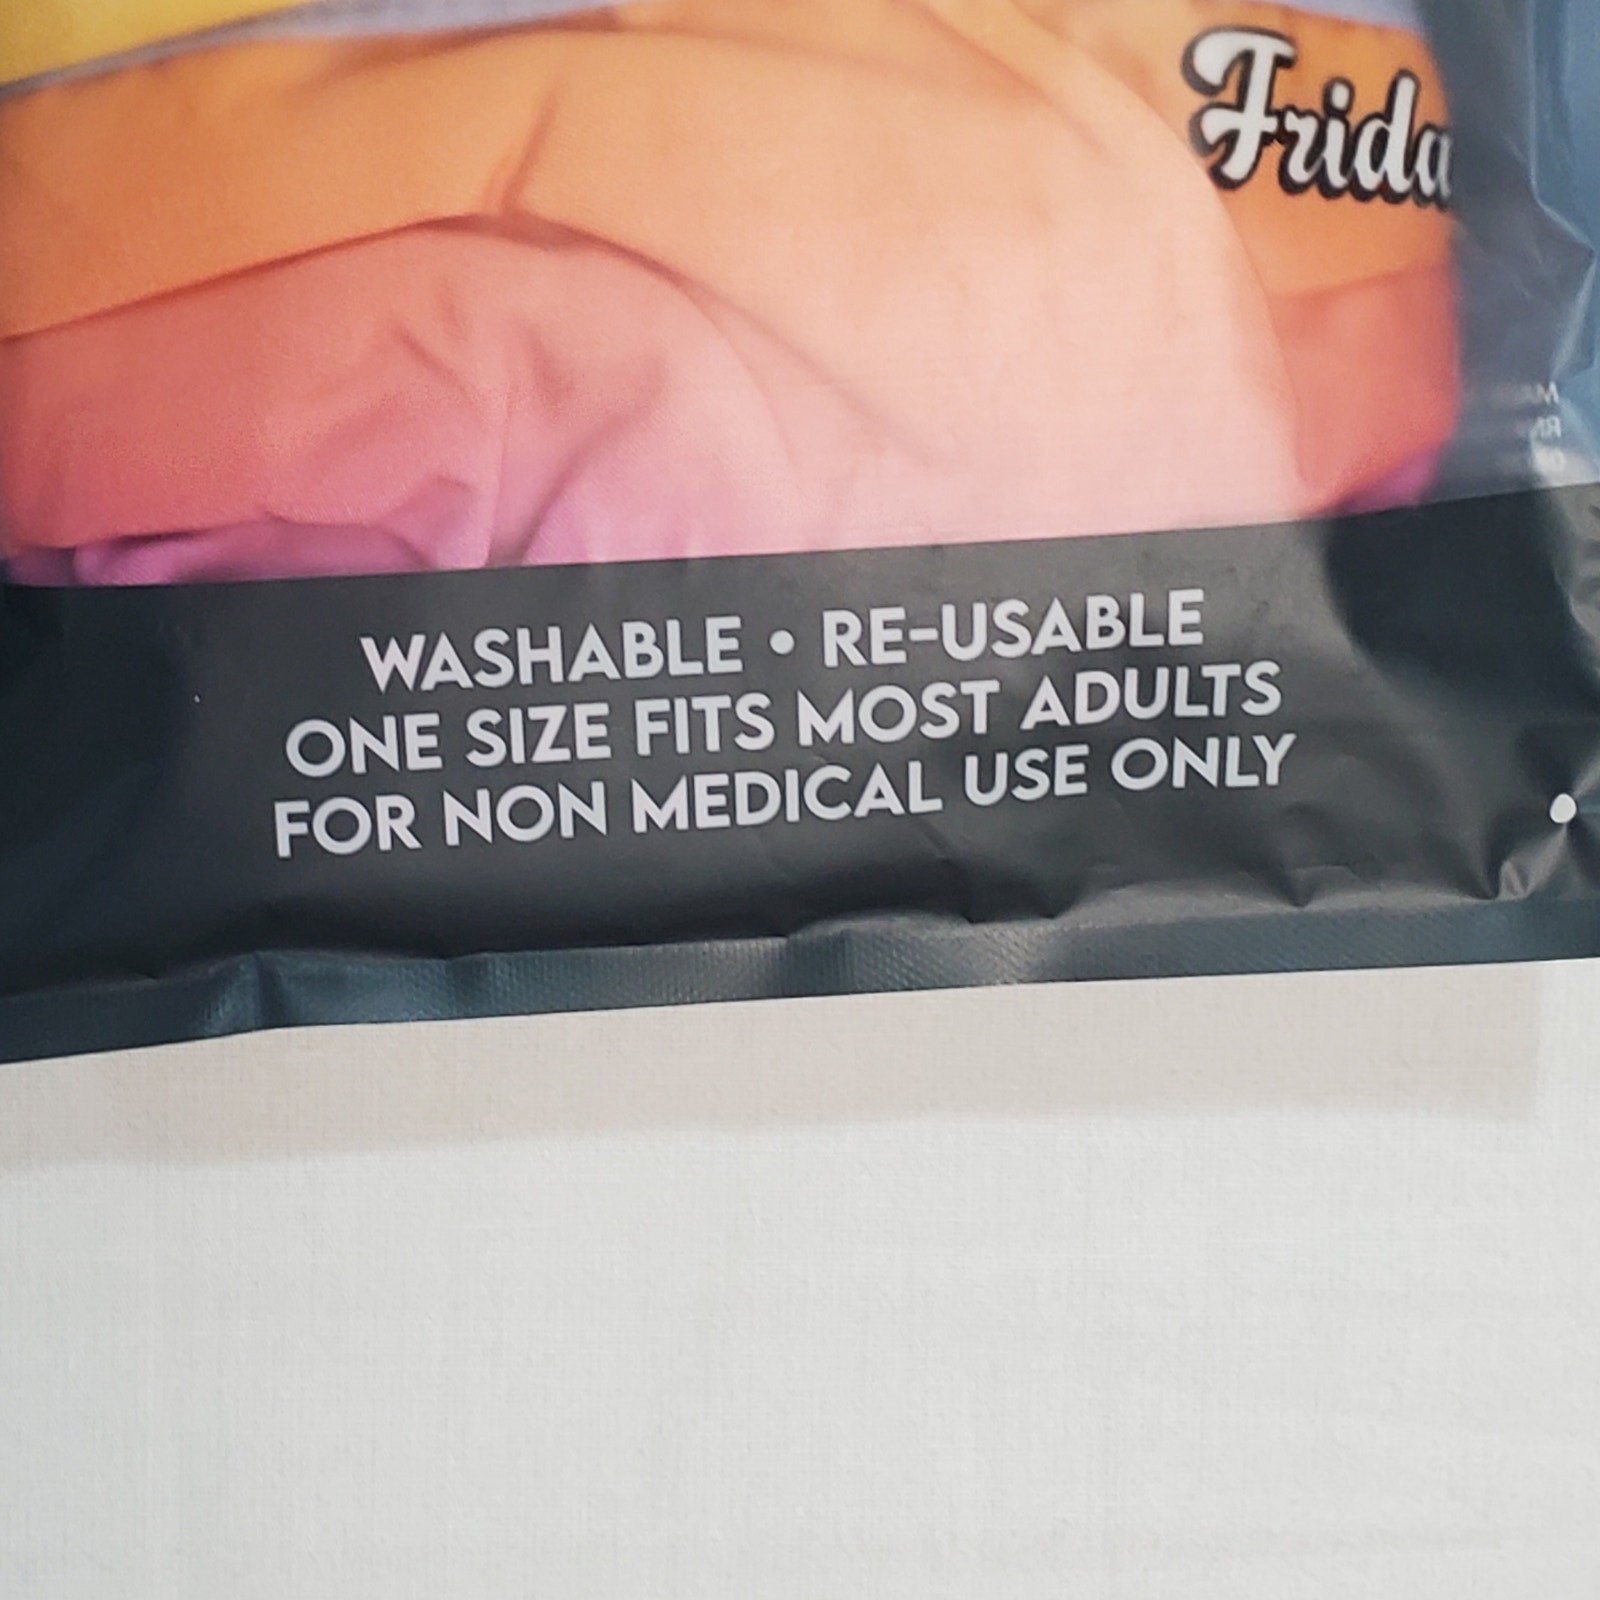 Frida
WASHABLE • RE-USABLE
ONE SIZE FITS MOST ADULTS
FOR NON MEDICAL USE ONLY